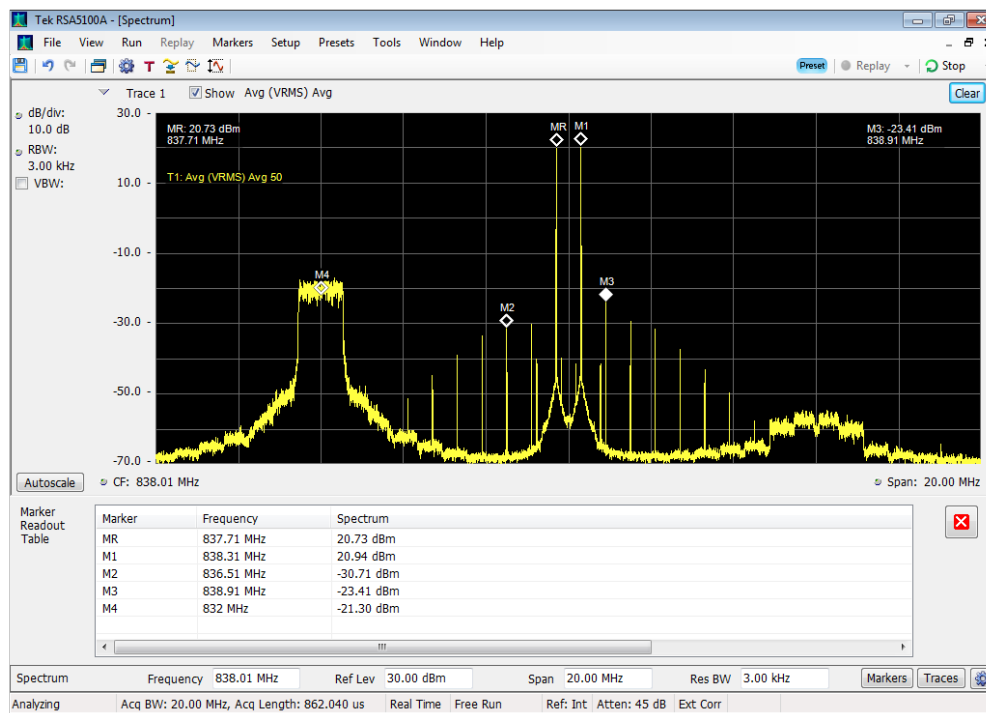 Tek RSA5100A - [Spectrum]
File View Run Replay Markers Setup Presets Tools Window Help
T Preset Replay Stop
Trace 1 Show Avg (VRMS) Avg Clear
dB/div:
10.0 dB
RBW:
3.00 kHz
VBW:
30.0 -
10.0 -
-10.0 -
-30.0 -
-50.0 -
-70.0 -
MR: 20.73 dBm
837.71 MHz
T1: Avg (VRMS) Avg 50
MR M1
M3: -23.41 dBm
838.91 MHz
M4
M2
M3
Autoscale CF: 838.01 MHz Span: 20.00 MHz
Marker
Readout
Table
Marker Frequency Spectrum
MR 837.71 MHz 20.73 dBm
M1 838.31 MHz 20.94 dBm
M2 836.51 MHz -30.71 dBm
M3 838.91 MHz -23.41 dBm
M4 832 MHz -21.30 dBm
Spectrum Frequency 838.01 MHz Ref Lev 30.00 dBm Span 20.00 MHz Res BW 3.00 kHz Markers Traces
Analyzing Acq BW: 20.00 MHz, Acq Length: 862.040 us Real Time Free Run Ref: Int Atten: 45 dB Ext Corr